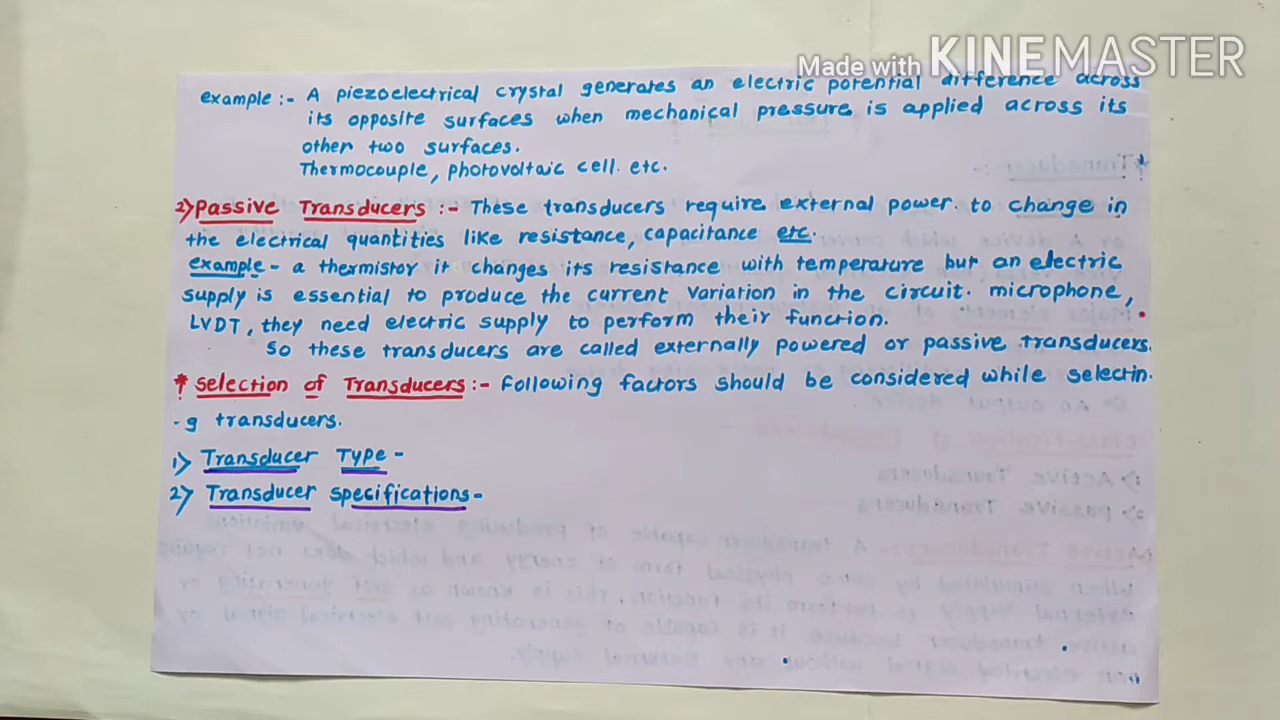 Made with KINEMASTER
example :- A piezoelectrical crystal generates an electric potential difference across
its opposite surfaces when mechanical pressure is applied across its
other two surfaces.
Thermocouple, photovoltaic cell. etc.
2) Passive Transducers :- These transducers require external power to change in
the electrical quantities like resistance, capacitance etc.
example - a thermistor it changes its resistance with temperature but an electric
supply is essential to produce the current variation in the circuit. microphone,
LVDT, they need electric supply to perform their function.
So these transducers are called externally powered or passive transducers.
* Selection of Transducers :- Following factors should be considered while selectin.
- g transducers.
1) Transducer Type -
2) Transducer specifications -